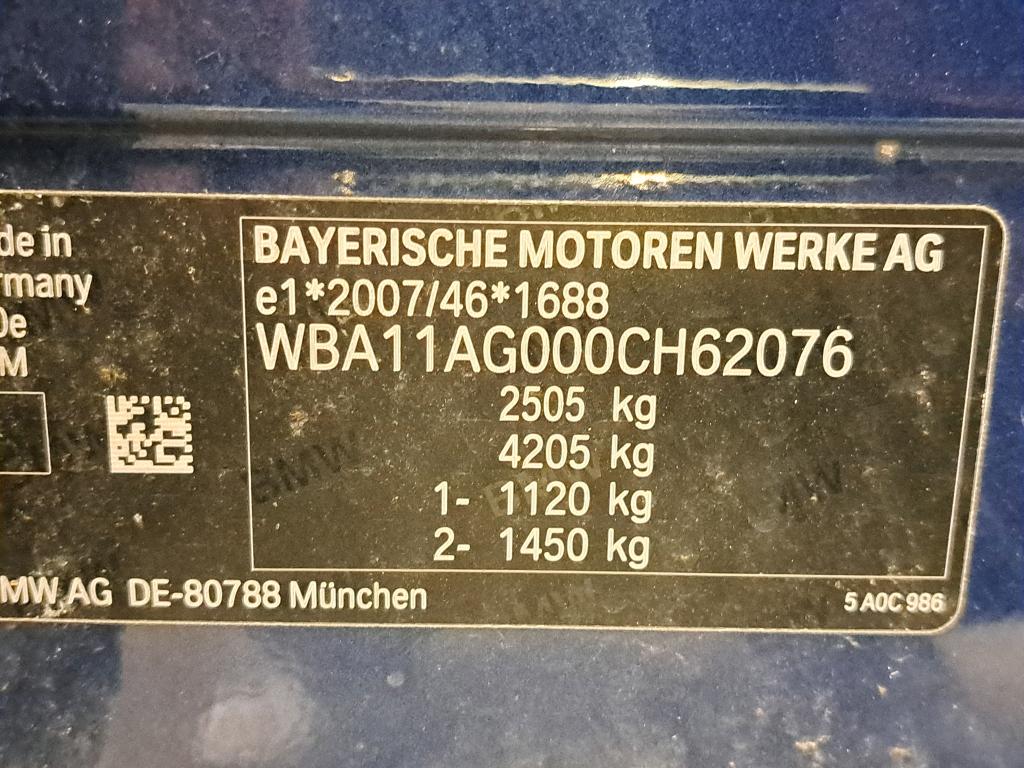 de in
rmany
BAYERISCHE MOTOREN WERKE AG
e1*2007/46*1688
WBA11AG000CH62076
2505 kg
4205 kg
1- 1120 kg
2- 1450 kg
MW AG DE-80788 München
5 A0C 986
BMW